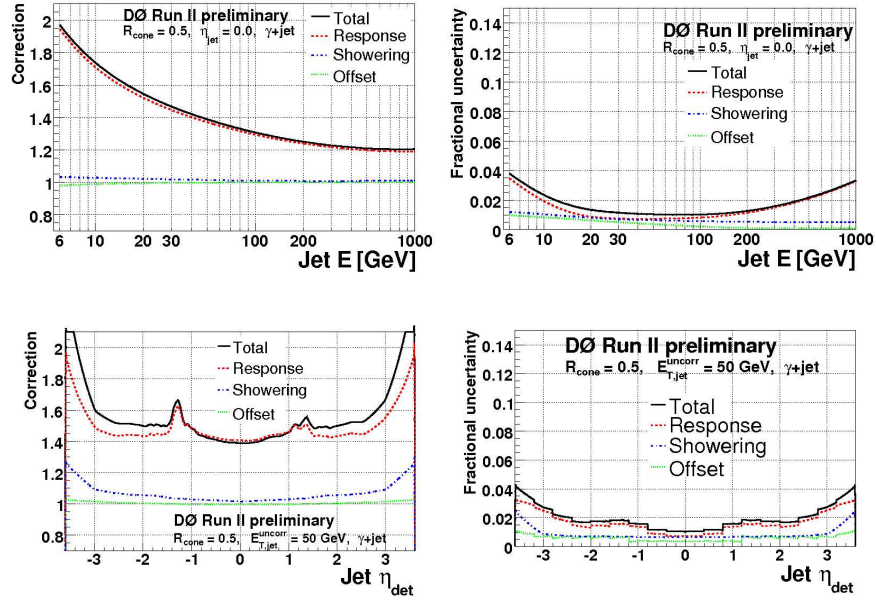 Correction
2
1.8
1.6
1.4
1.2
1
0.8
DØ Run II preliminary
R_cone = 0.5, η_jet = 0.0, γ+jet
Total
Response
Showering
Offset
6 10 20 30 100 200 1000
Jet E [GeV]
Fractional uncertainty
0.14
0.12
0.1
0.08
0.06
0.04
0.02
0
DØ Run II preliminary
R_cone = 0.5, η_jet = 0.0, γ+jet
Total
Response
Showering
Offset
6 10 20 30 100 200 1000
Jet E [GeV]
Correction
2
1.8
1.6
1.4
1.2
1
0.8
Total
Response
Showering
Offset
DØ Run II preliminary
R_cone = 0.5, E_T,jet^uncorr = 50 GeV, γ+jet
-3 -2 -1 0 1 2 3
Jet η_det
Fractional uncertainty
0.14
0.12
0.1
0.08
0.06
0.04
0.02
0
DØ Run II preliminary
R_cone = 0.5, E_T,jet^uncorr = 50 GeV, γ+jet
Total
Response
Showering
Offset
-3 -2 -1 0 1 2 3
Jet η_det